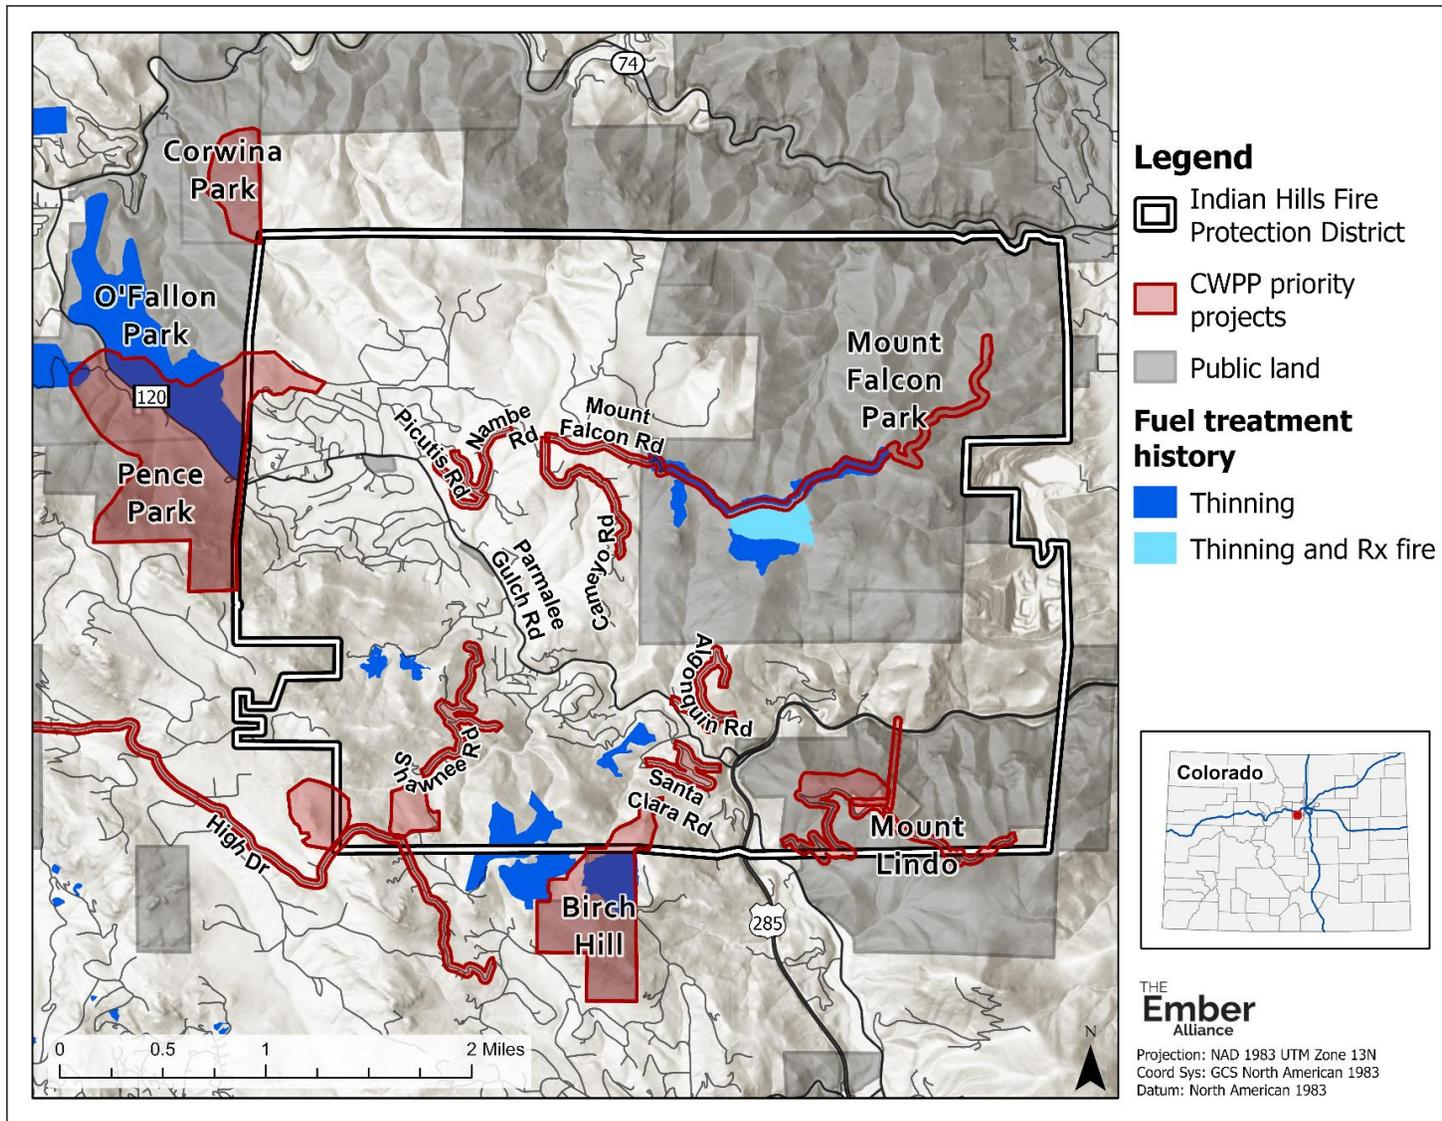 74
Corwina
Park
O'Fallon
Park
120
Pence
Park
Picutis Rd
Nambe
Rd
Mount
Falcon Rd
Mount
Falcon
Park
Cameyo Rd
Parmalee
Gulch Rd
Algonquin Rd
Shawnee Rd
Santa
Clara Rd
High Dr
Mount
Lindo
Birch
Hill
285
0 0.5 1 2 Miles
N
Legend
Indian Hills Fire
Protection District
CWPP priority
projects
Public land
Fuel treatment
history
Thinning
Thinning and Rx fire
Colorado
THE
Ember
Alliance
Projection: NAD 1983 UTM Zone 13N
Coord Sys: GCS North American 1983
Datum: North American 1983